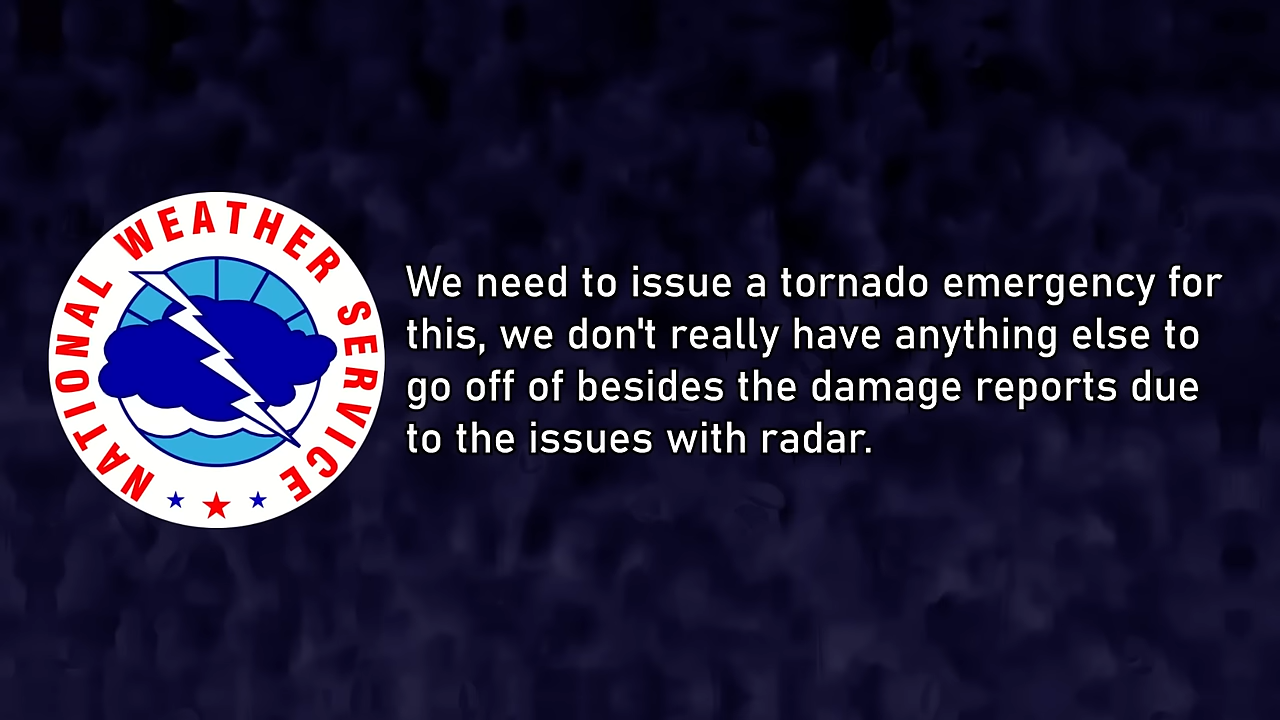 NATIONAL WEATHER SERVICE
We need to issue a tornado emergency for
this, we don't really have anything else to
go off of besides the damage reports due
to the issues with radar.